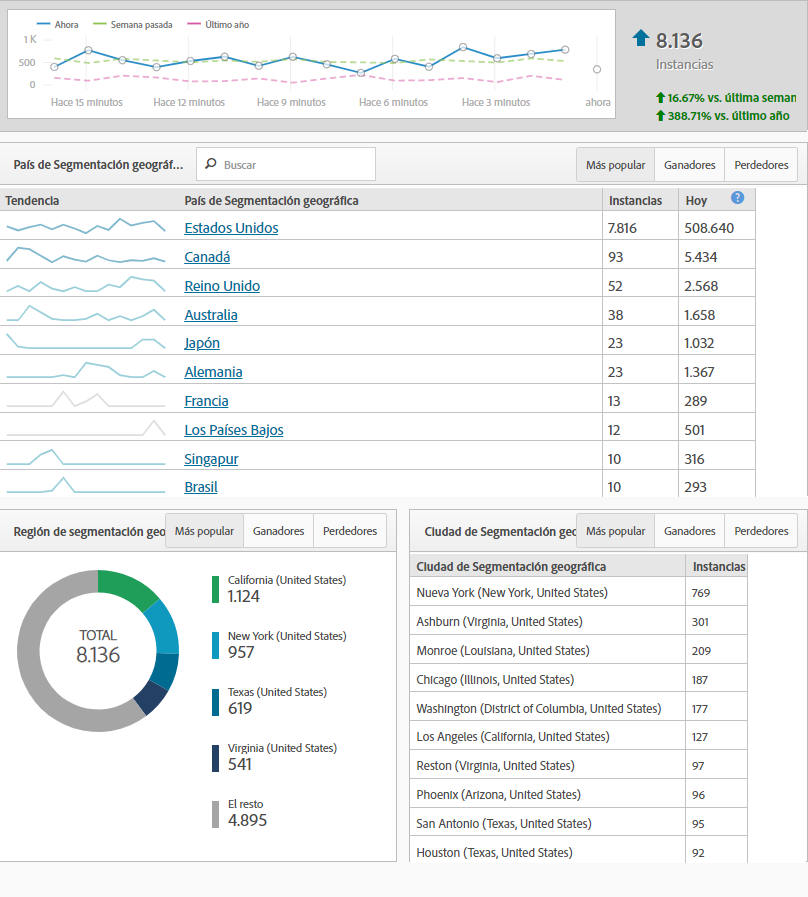 Ahora Semana pasada Último año
1 K
500
0
Hace 15 minutos Hace 12 minutos Hace 9 minutos Hace 6 minutos Hace 3 minutos ahora
8.136
Instancias
16.67% vs. última seman
388.71% vs. último año
País de Segmentación geográf... Buscar Más popular Ganadores Perdedores
Tendencia País de Segmentación geográfica Instancias Hoy ?
Estados Unidos 7.816 508.640
Canadá 93 5.434
Reino Unido 52 2.568
Australia 38 1.658
Japón 23 1.032
Alemania 23 1.367
Francia 13 289
Los Países Bajos 12 501
Singapur 10 316
Brasil 10 293
Región de segmentación geo Más popular Ganadores Perdedores
TOTAL
8.136
California (United States)
1.124
New York (United States)
957
Texas (United States)
619
Virginia (United States)
541
El resto
4.895
Ciudad de Segmentación geo Más popular Ganadores Perdedores
Ciudad de Segmentación geográfica Instancias
Nueva York (New York, United States) 769
Ashburn (Virginia, United States) 301
Monroe (Louisiana, United States) 209
Chicago (Illinois, United States) 187
Washington (District of Columbia, United States) 177
Los Angeles (California, United States) 127
Reston (Virginia, United States) 97
Phoenix (Arizona, United States) 96
San Antonio (Texas, United States) 95
Houston (Texas, United States) 92